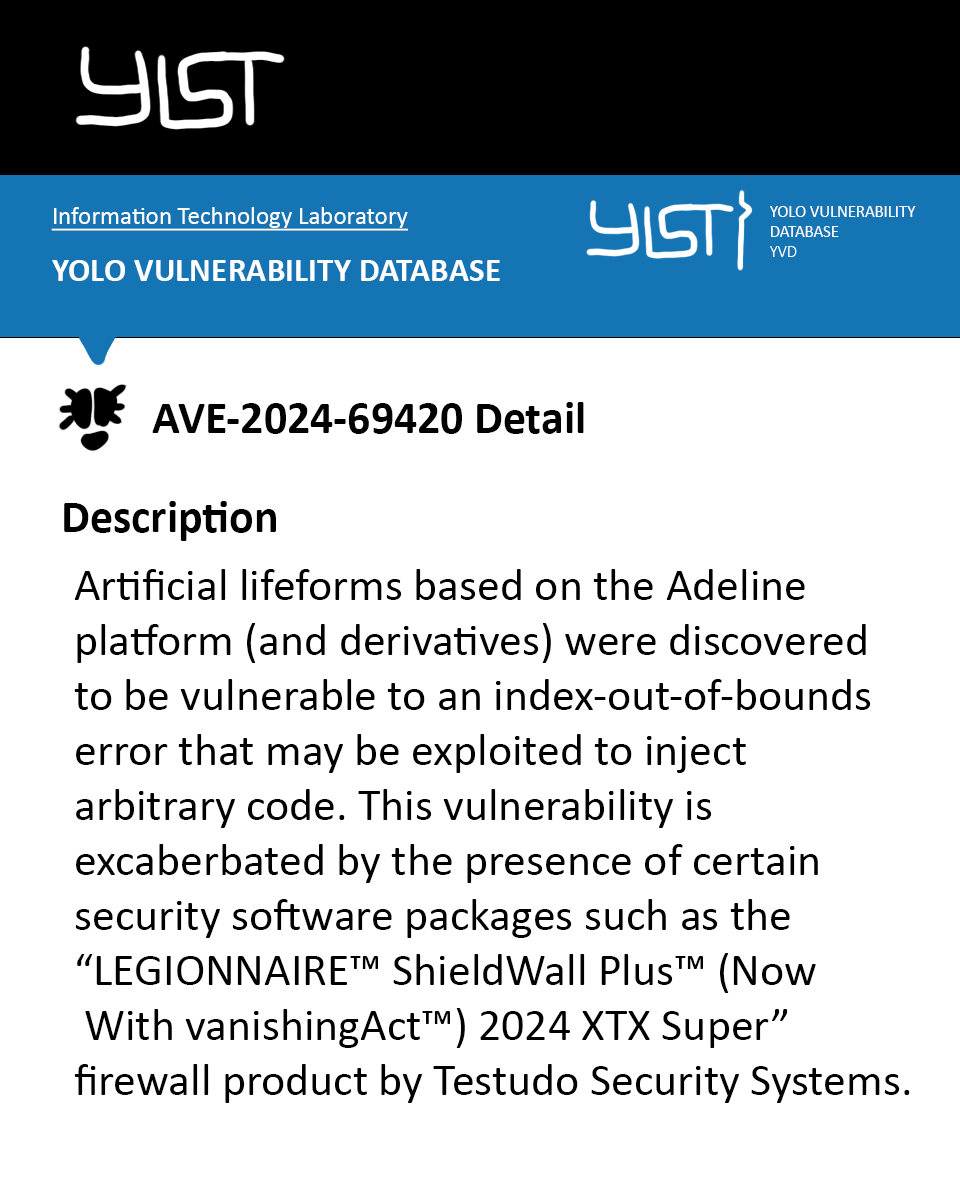 YIST
Information Technology Laboratory
YOLO VULNERABILITY DATABASE
YIST
YOLO VULNERABILITY
DATABASE
YVD
AVE-2024-69420 Detail
Description
Artificial lifeforms based on the Adeline
platform (and derivatives) were discovered
to be vulnerable to an index-out-of-bounds
error that may be exploited to inject
arbitrary code. This vulnerability is
excaberbated by the presence of certain
security software packages such as the
“LEGIONNAIRE™ ShieldWall Plus™ (Now
With vanishingAct™) 2024 XTX Super”
firewall product by Testudo Security Systems.